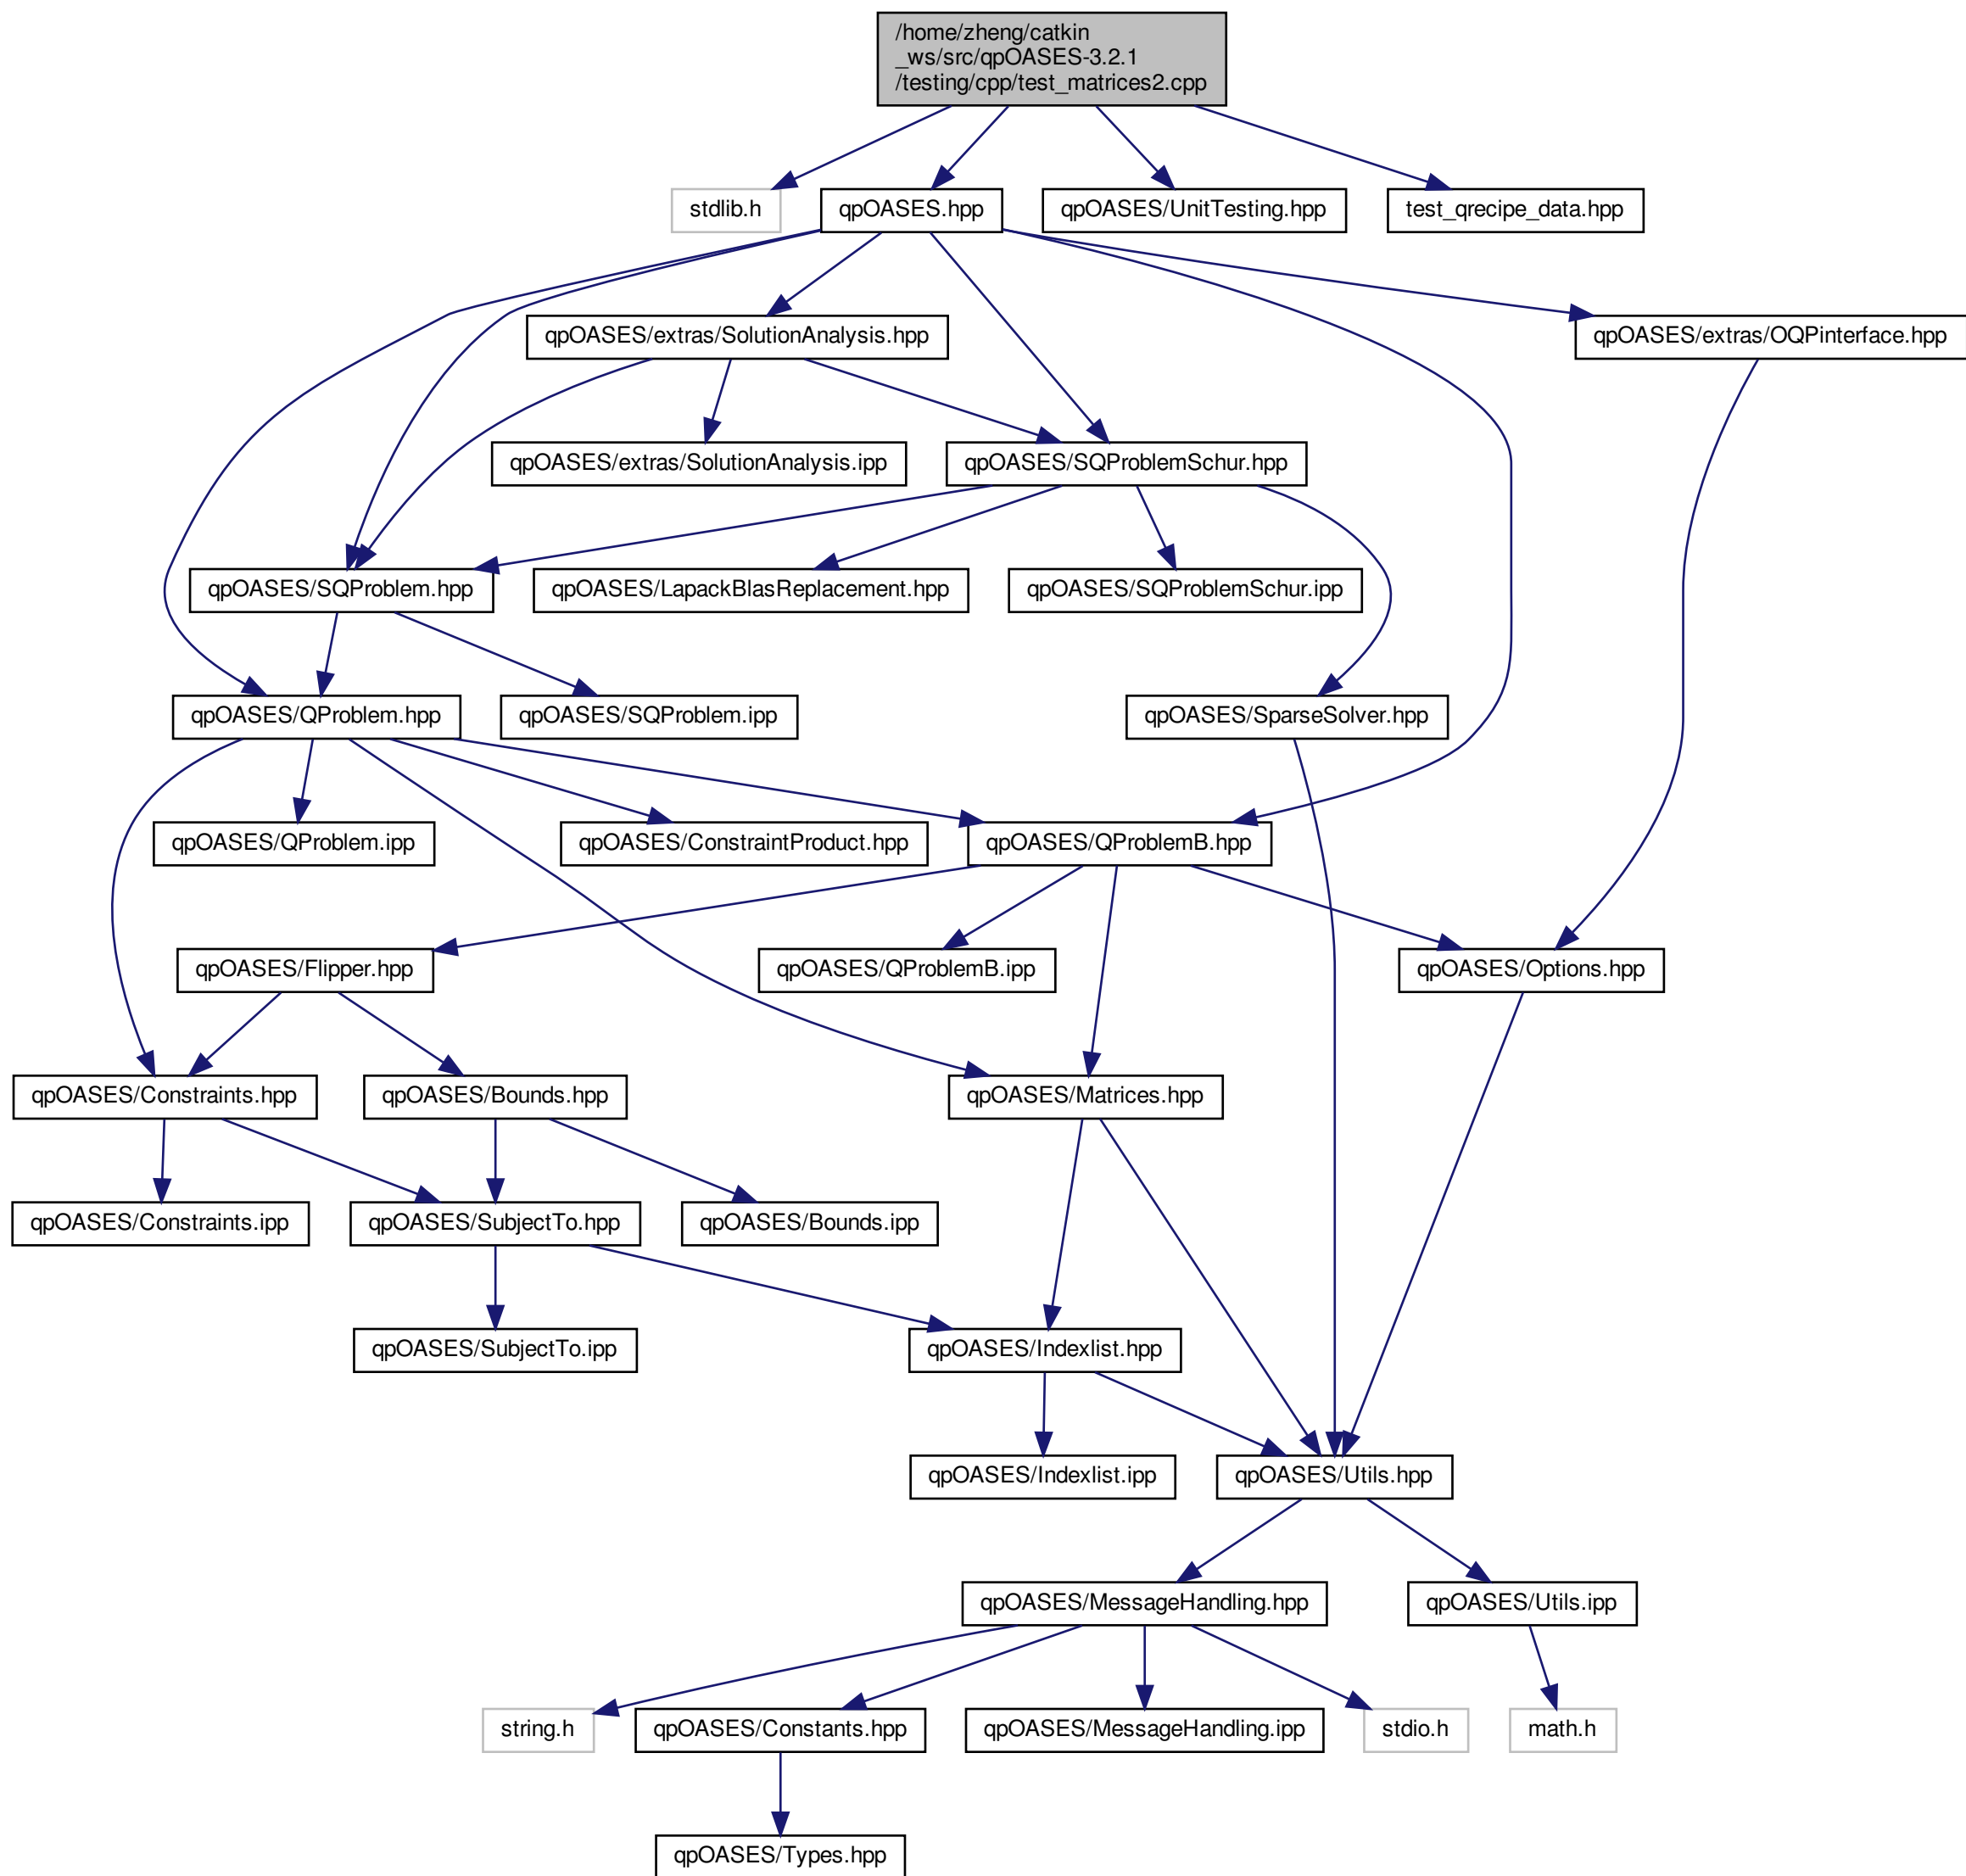 /home/zheng/catkin
_ws/src/qpOASES-3.2.1
/testing/cpp/test_matrices2.cpp
stdlib.h
qpOASES.hpp
qpOASES/UnitTesting.hpp
test_qrecipe_data.hpp
qpOASES/extras/SolutionAnalysis.hpp
qpOASES/extras/OQPinterface.hpp
qpOASES/extras/SolutionAnalysis.ipp
qpOASES/SQProblemSchur.hpp
qpOASES/SQProblem.hpp
qpOASES/LapackBlasReplacement.hpp
qpOASES/SQProblemSchur.ipp
qpOASES/QProblem.hpp
qpOASES/SQProblem.ipp
qpOASES/SparseSolver.hpp
qpOASES/QProblem.ipp
qpOASES/ConstraintProduct.hpp
qpOASES/QProblemB.hpp
qpOASES/Flipper.hpp
qpOASES/QProblemB.ipp
qpOASES/Options.hpp
qpOASES/Constraints.hpp
qpOASES/Bounds.hpp
qpOASES/Matrices.hpp
qpOASES/Constraints.ipp
qpOASES/SubjectTo.hpp
qpOASES/Bounds.ipp
qpOASES/SubjectTo.ipp
qpOASES/Indexlist.hpp
qpOASES/Indexlist.ipp
qpOASES/Utils.hpp
qpOASES/MessageHandling.hpp
qpOASES/Utils.ipp
string.h
qpOASES/Constants.hpp
qpOASES/MessageHandling.ipp
stdio.h
math.h
qpOASES/Types.hpp